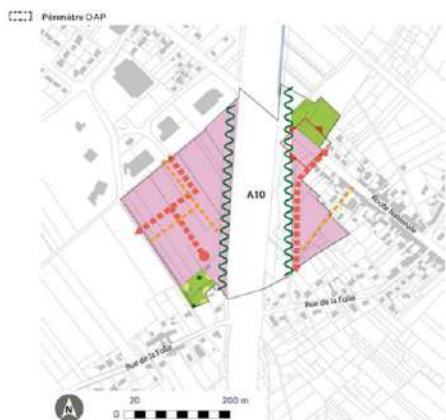 Périmètre OAP
A10
Route Nationale
Rue de la Folie
Rue de la Folie
N
0 20 200 m